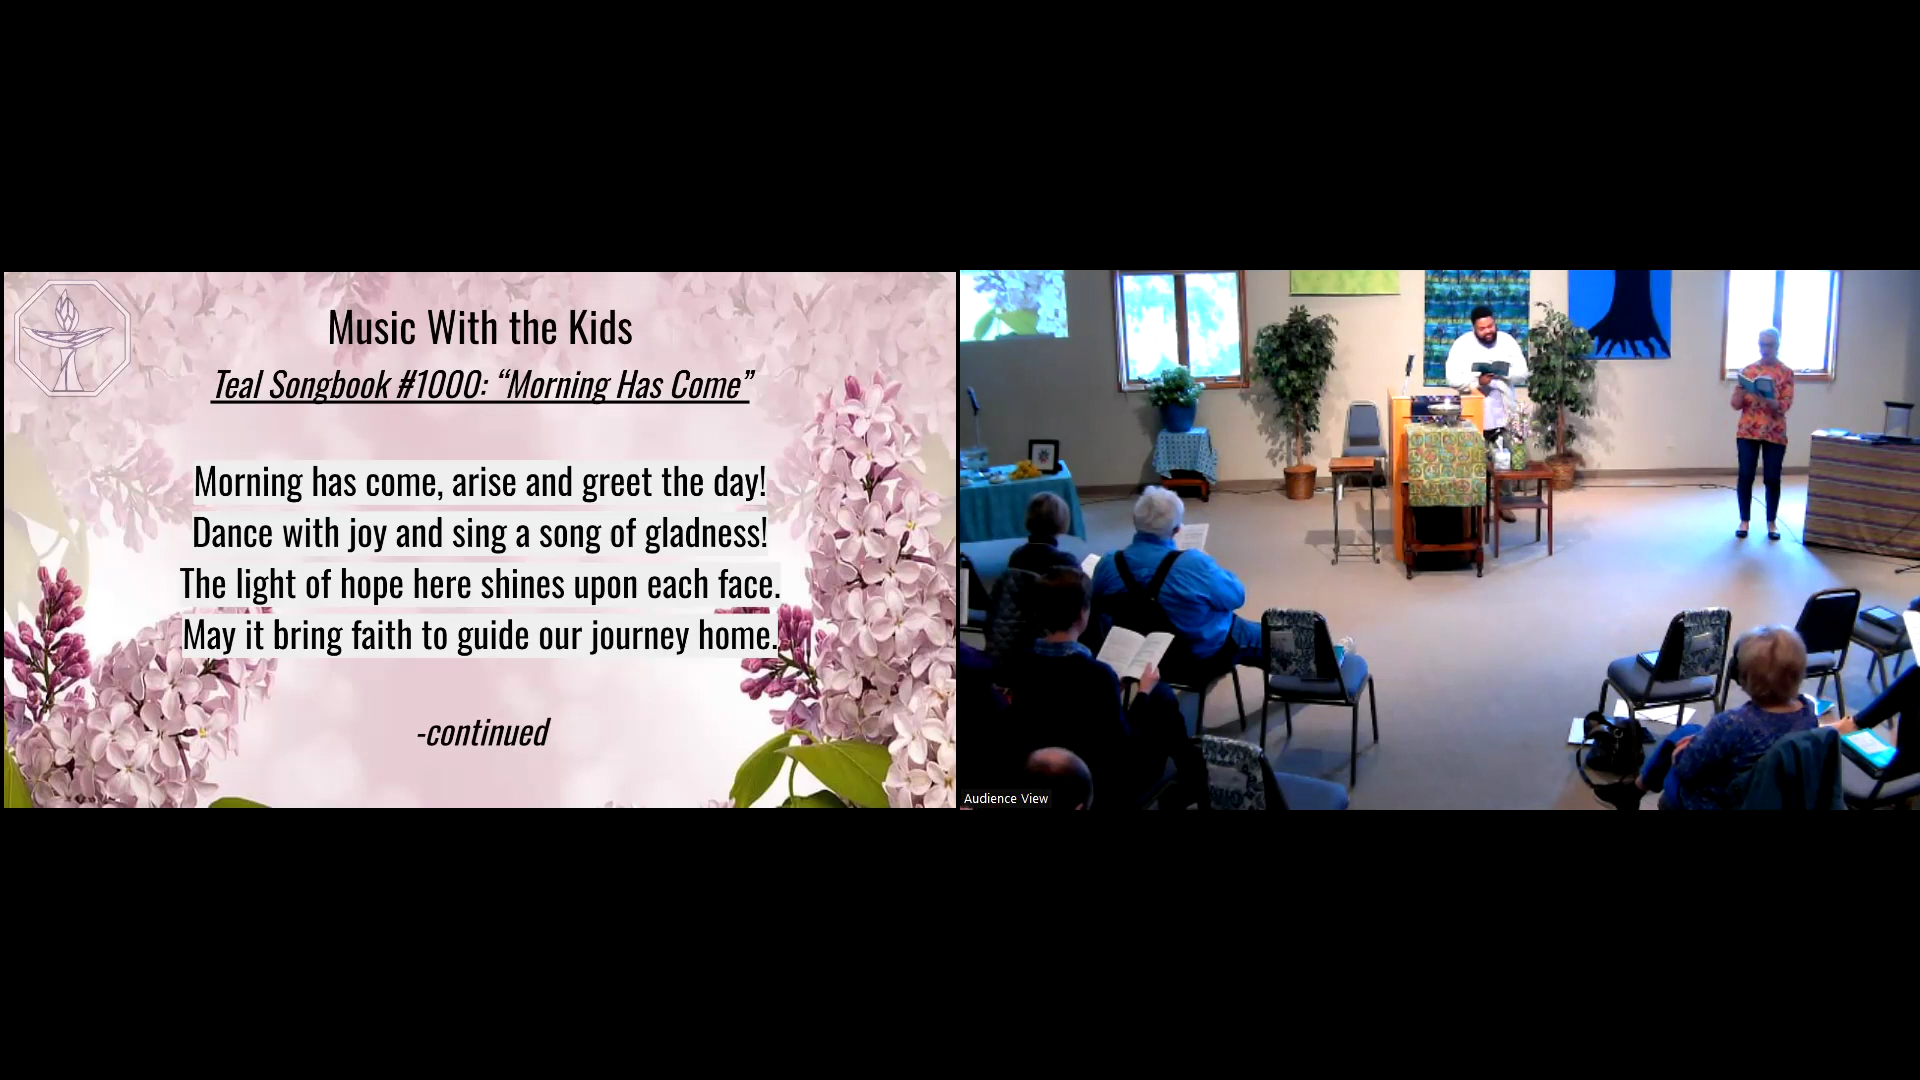 Music With the Kids
Teal Songbook #1000: “Morning Has Come”
Morning has come, arise and greet the day!
Dance with joy and sing a song of gladness!
The light of hope here shines upon each face.
May it bring faith to guide our journey home.
-continued
Audience View